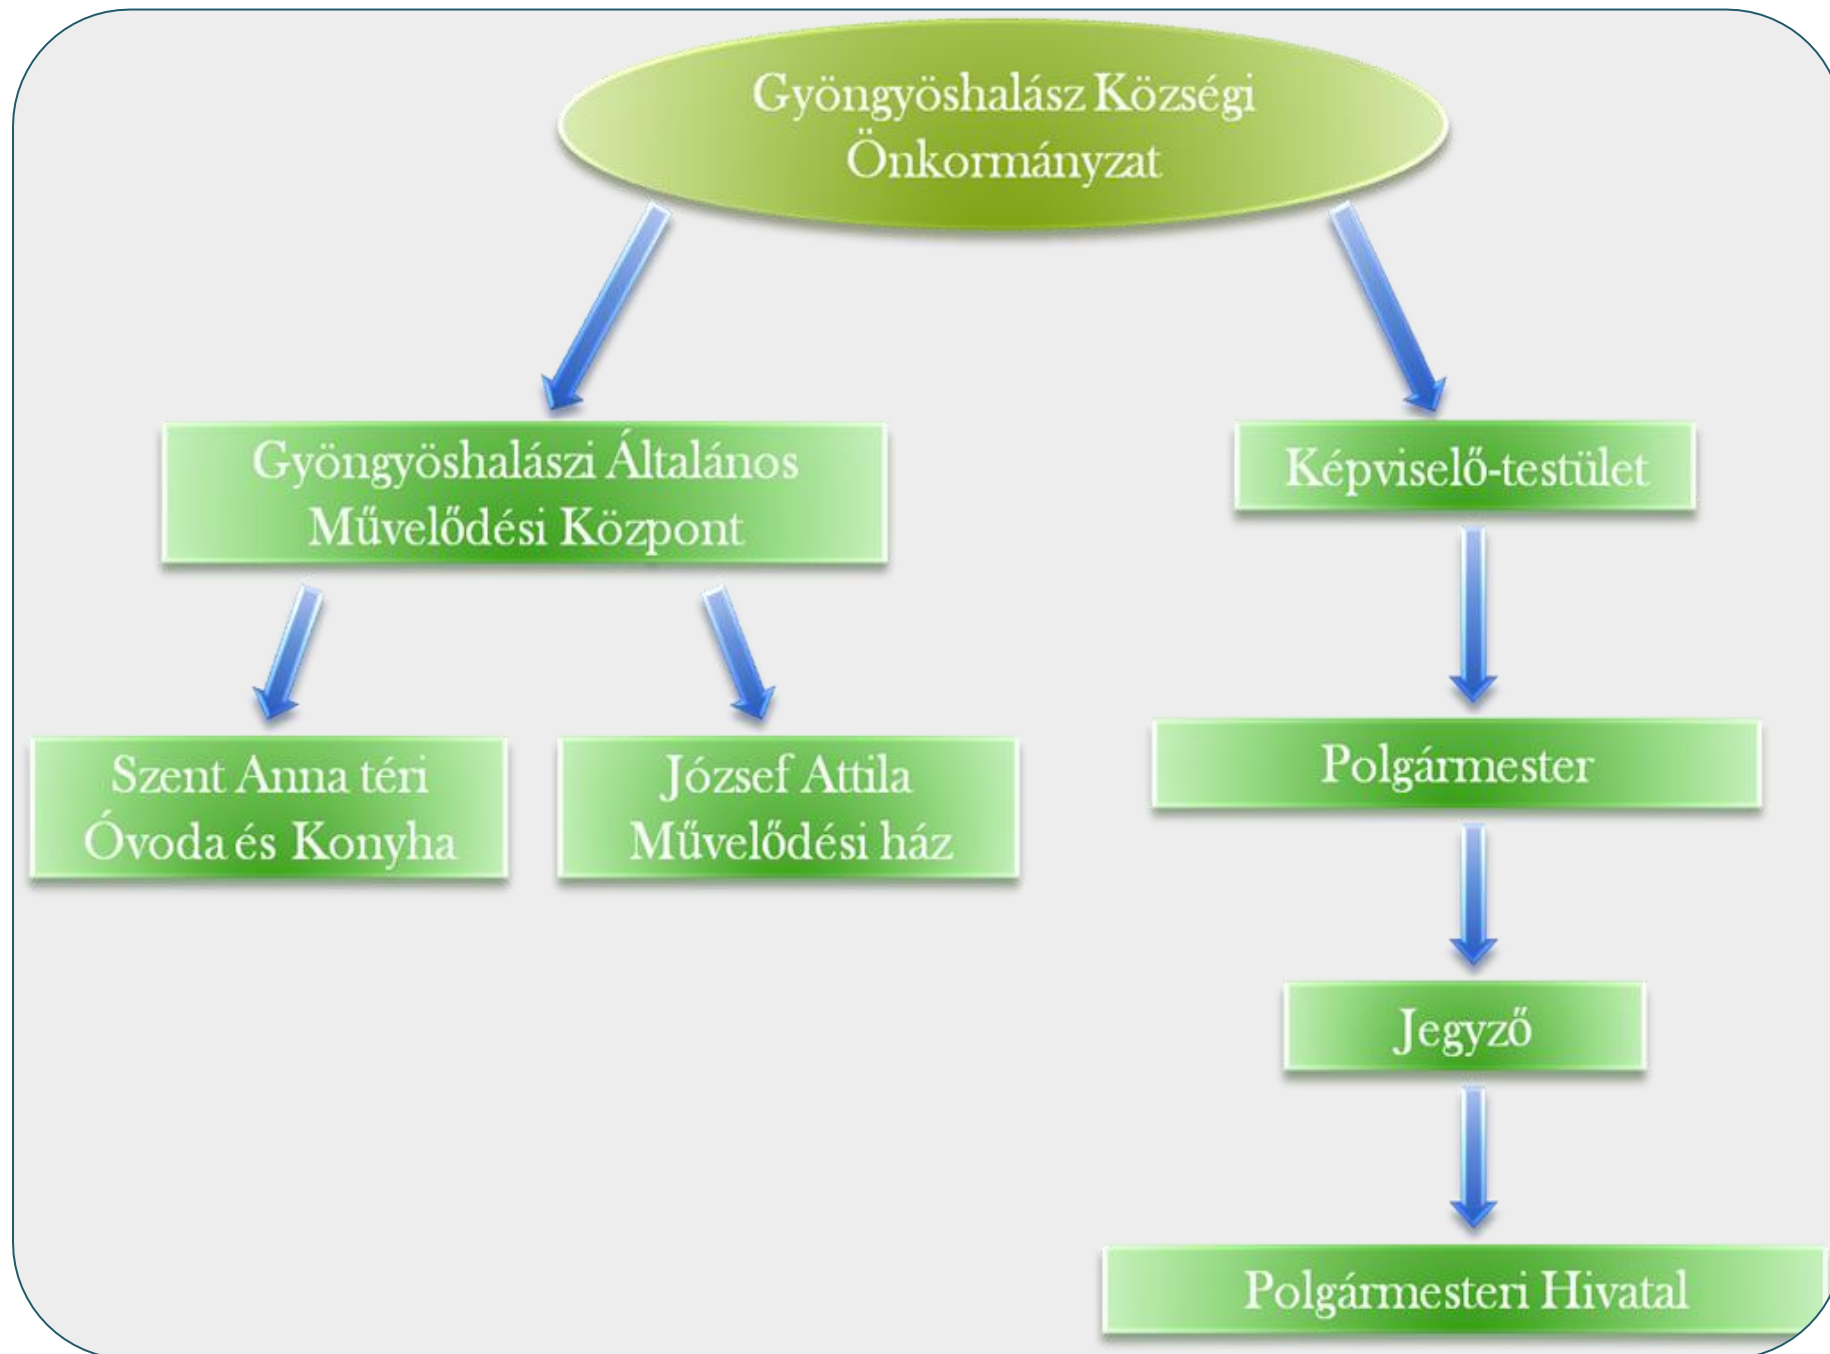 Gyöngyöshalász Községi
Önkormányzat
Gyöngyöshalászi Általános
Művelődési Központ
Képviselő-testület
Szent Anna téri
Óvoda és Konyha
József Attila
Művelődési ház
Polgármester
Jegyző
Polgármesteri Hivatal